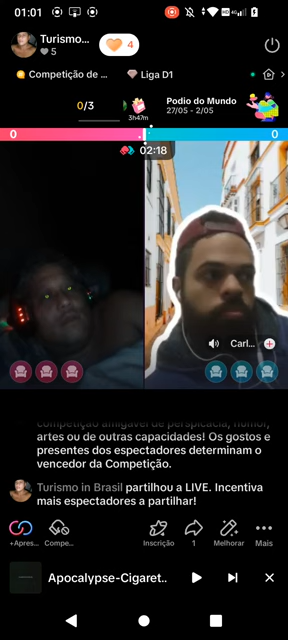 01:01
HD 4G
Turismo...
5
4
Competição de ...
Liga D1
0/3
3h47m
Podio do Mundo
27/05 - 2/05
0
0
02:18
Carl...
competição amigável de perspicácia, humor,
artes ou de outras capacidades! Os gostos e
presentes dos espectadores determinam o
vencedor da Competição.
Turismo in Brasil partilhou a LIVE. Incentiva
mais espectadores a partilhar!
+Apres...
Compe...
Inscrição
1
Melhorar
Mais
Apocalypse-Cigaret..